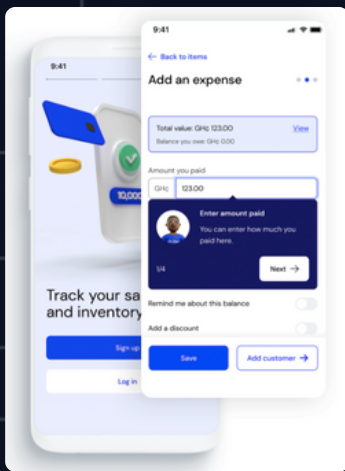 9:41
← Back to items
Add an expense
Total value: GH¢ 123.00 View
Balance you owe: GH¢ 0.00
Amount you paid
GH¢ 123.00
Enter amount paid
You can enter how much you
paid here.
1/4 Next →
Remind me about this balance
Add a discount
Save Add customer →
9:41
10,000
Track your sa
and inventory
Sign up
Log in